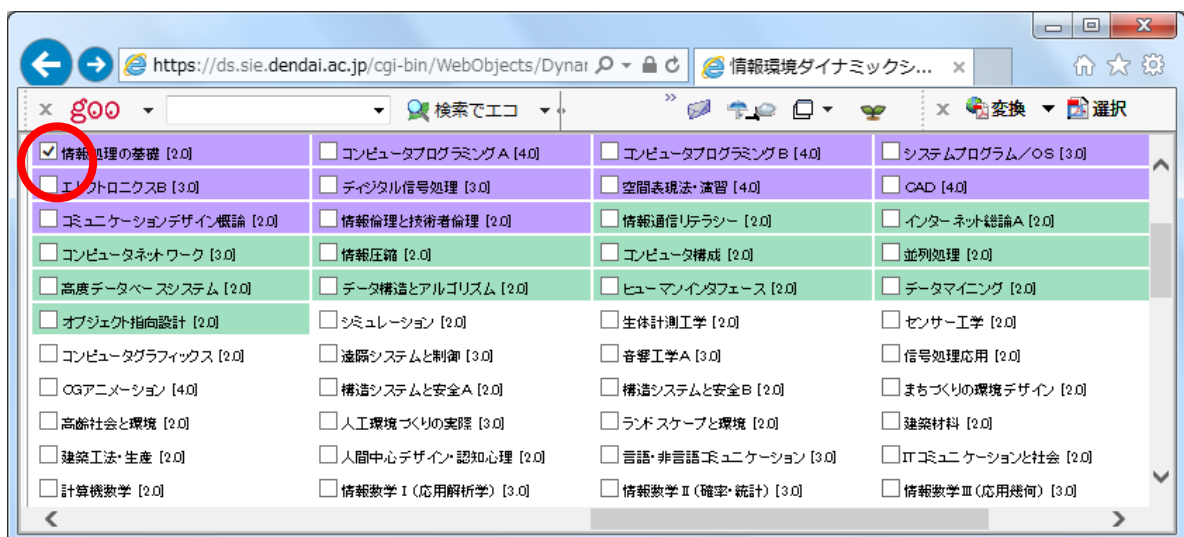 https://ds.sie.dendai.ac.jp/cgi-bin/WebObjects/Dynar
情報環境ダイナミックシ...
goo
検索でエコ
変換
選択
情報処理の基礎 [2.0] コンピュータプログラミングA [4.0] コンピュータプログラミングB [4.0] システムプログラム/OS [3.0]
エレクトロニクスB [3.0] ディジタル信号処理 [3.0] 空間表現法・演習 [4.0] CAD [4.0]
コミュニケーションデザイン概論 [2.0] 情報倫理と技術者倫理 [2.0] 情報通信リテラシー [2.0] インターネット総論A [2.0]
コンピュータネットワーク [3.0] 情報圧縮 [2.0] コンピュータ構成 [2.0] 並列処理 [2.0]
高度データベースシステム [2.0] データ構造とアルゴリズム [2.0] ヒューマンインタフェース [2.0] データマイニング [2.0]
オブジェクト指向設計 [2.0] シミュレーション [2.0] 生体計測工学 [2.0] センサー工学 [2.0]
コンピュータグラフィックス [2.0] 遠隔システムと制御 [3.0] 音響工学A [3.0] 信号処理応用 [2.0]
CGアニメーション [4.0] 構造システムと安全A [2.0] 構造システムと安全B [2.0] まちづくりの環境デザイン [2.0]
高齢社会と環境 [2.0] 人工環境づくりの実際 [3.0] ランドスケープと環境 [2.0] 建築材料 [2.0]
建築工法・生産 [2.0] 人間中心デザイン・認知心理 [2.0] 言語・非言語コミュニケーション [3.0] ITコミュニケーションと社会 [2.0]
計算機数学 [2.0] 情報数学Ⅰ(応用解析学) [3.0] 情報数学Ⅱ(確率・統計) [3.0] 情報数学Ⅲ(応用幾何) [3.0]